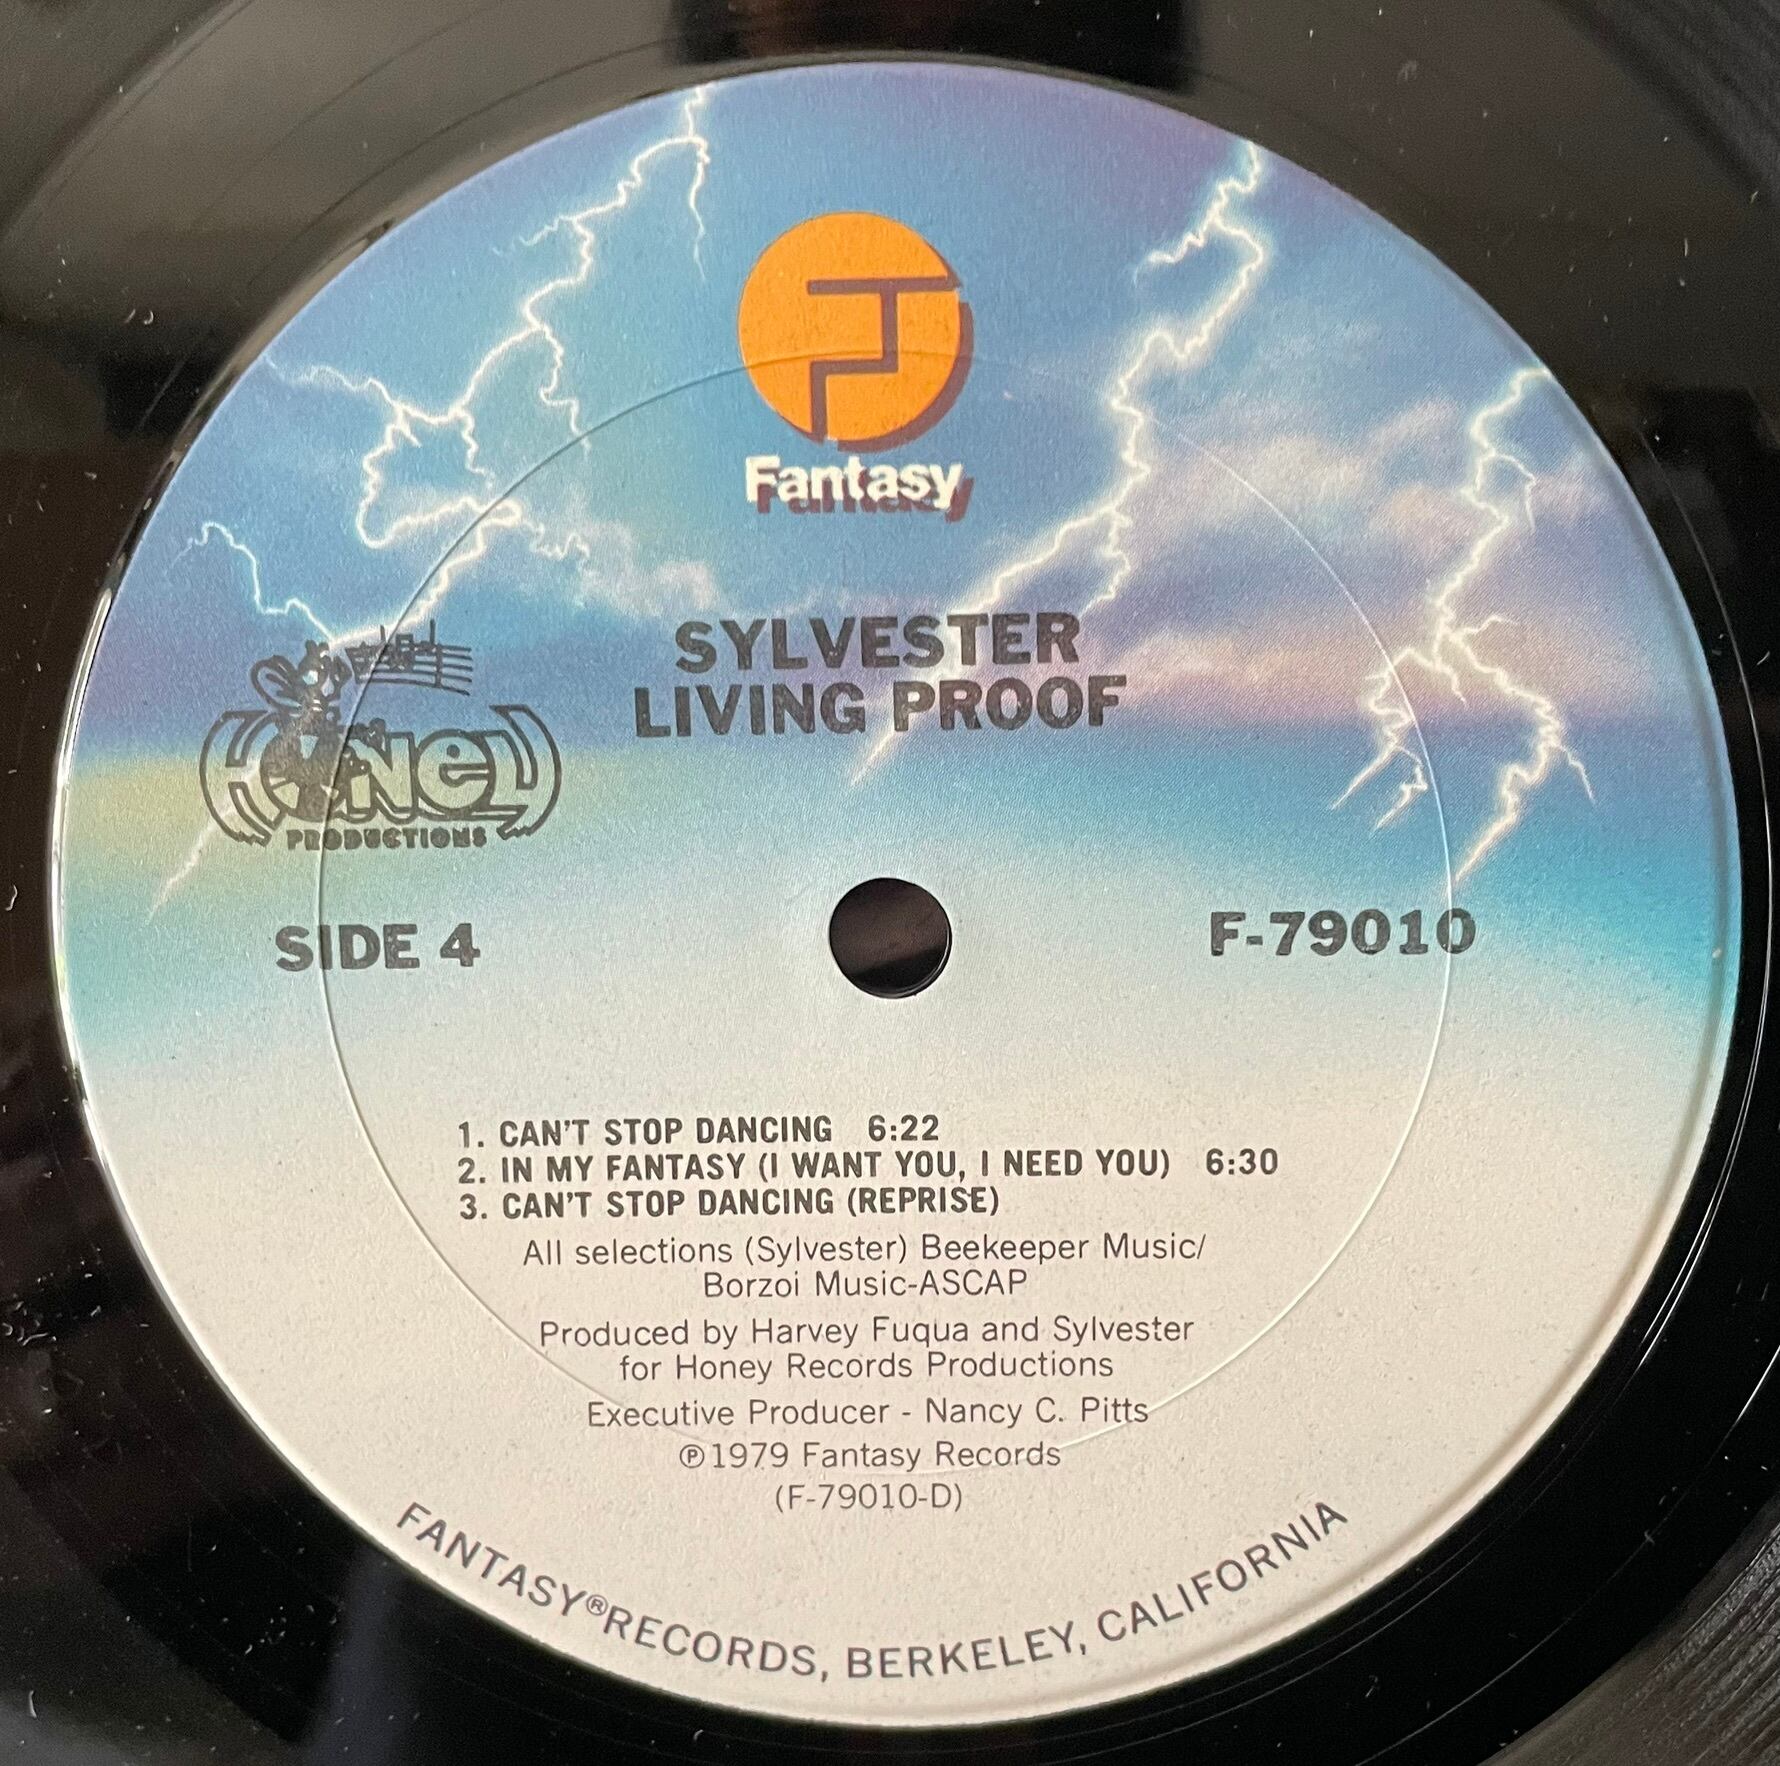 Fantasy
SYLVESTER
LIVING PROOF
HONEY
PRODUCTIONS
SIDE 4
F-79010
1. CAN'T STOP DANCING 6:22
2. IN MY FANTASY (I WANT YOU, I NEED YOU) 6:30
3. CAN'T STOP DANCING (REPRISE)
All selections (Sylvester) Beekeeper Music/
Borzoi Music-ASCAP
Produced by Harvey Fuqua and Sylvester
for Honey Records Productions
Executive Producer - Nancy C. Pitts
℗1979 Fantasy Records
(F-79010-D)
FANTASY® RECORDS, BERKELEY, CALIFORNIA